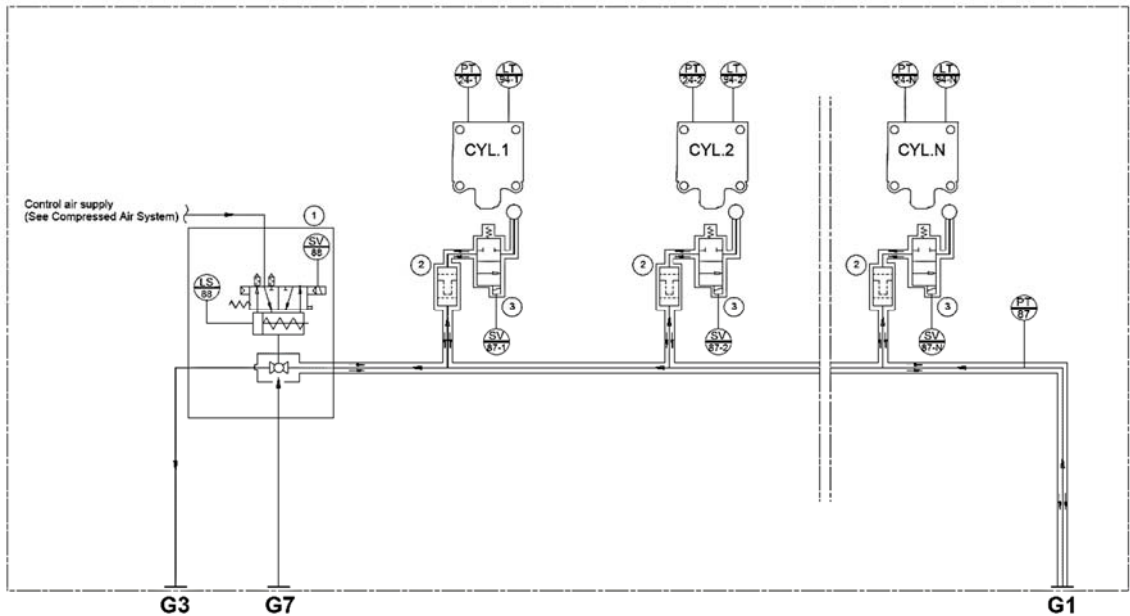 PT
24-1
LT
94-1
PT
24-2
LT
94-2
PT
24-N
LT
94-N
CYL.1
CYL.2
CYL.N
Control air supply
(See Compressed Air System)
1
SV
88
LS
88
2
2
2
3
3
3
SV
87-1
SV
87-2
SV
87-N
PT
87
G3
G7
G1